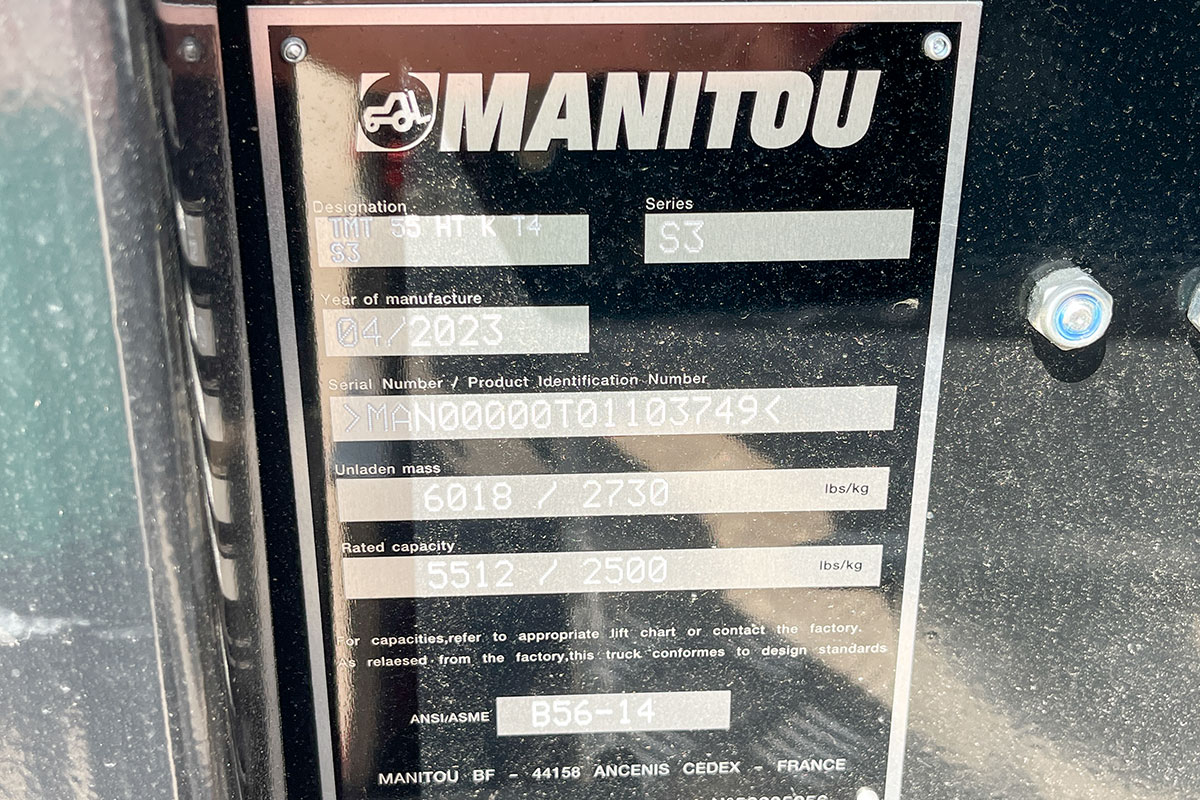 MANITOU
Designation
TMT 55 HT K T4
S3
Series
S3
Year of manufacture
04/2023
Serial Number / Product Identification Number
>MAN00000T01103749<
Unladen mass
6018 / 2730 lbs/kg
Rated capacity
5512 / 2500 lbs/kg
For capacities,refer to appropriate lift chart or contact the factory.
As relaesed from the factory,this truck conformes to design standards
ANSI/ASME B56-14
MANITOU BF - 44158 ANCENIS CEDEX - FRANCE